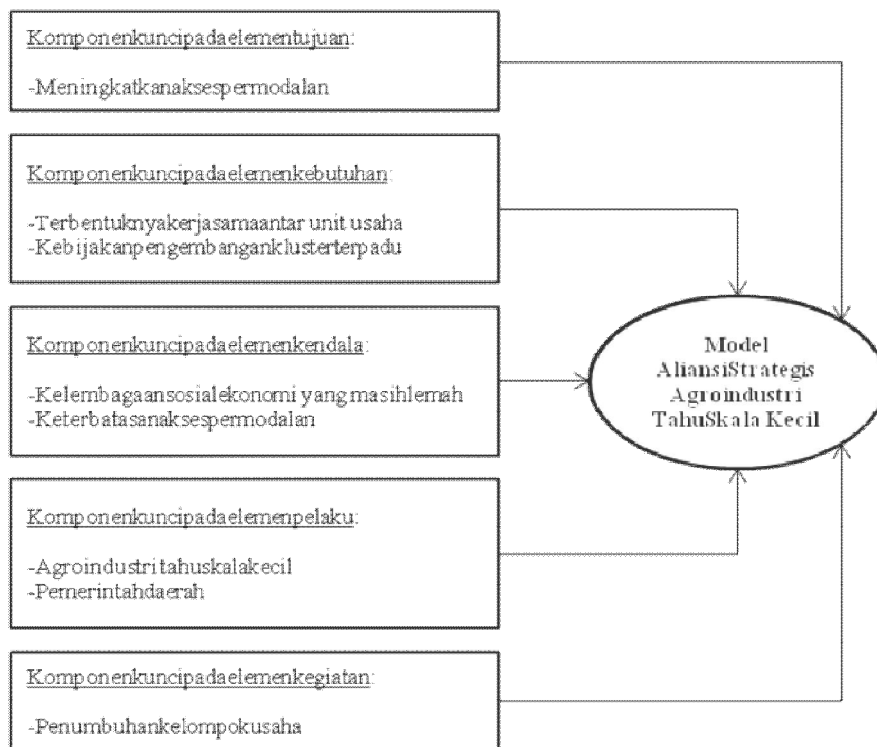 Komponenkuncipadaelementujuan:
-Meningkatkanaksespermodalan
Komponenkuncipadaelemenkebutuhan:
-Terbentuknyakerjasamaantar unit usaha
-Kebijakanpengembanganklusterterpadu
Komponenkuncipadaelemenkendala:
-Kelembagaansosialekonomi yang masihlemah
-Keterbatasanaksespermodalan
Komponenkuncipadaelemenpelaku:
-Agroindustri tahuskalakecil
-Pemerintahdaerah
Komponenkuncipadaelemenkegiatan:
-Penumbuhankelompokusaha
Model
AliansiStrategis
Agroindustri
TahuSkala Kecil